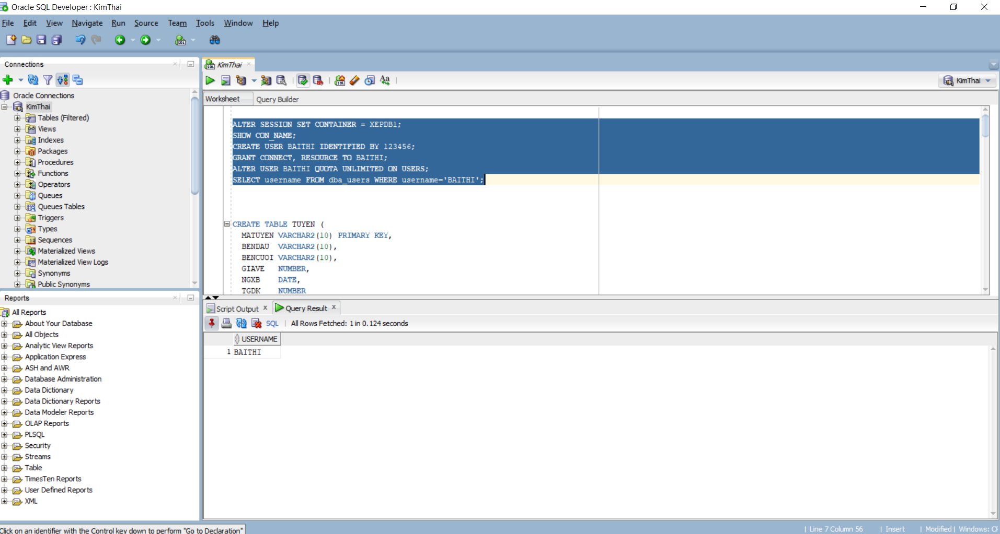 Oracle SQL Developer : KimThai
File Edit View Navigate Run Source Team Tools Window Help
Connections
Oracle Connections
KimThai
Tables (Filtered)
Views
Indexes
Packages
Procedures
Functions
Operators
Queues
Queues Tables
Triggers
Types
Sequences
Materialized Views
Materialized View Logs
Synonyms
Public Synonyms
Reports
All Reports
About Your Database
All Objects
Analytic View Reports
Application Express
ASH and AWR
Database Administration
Data Dictionary
Data Dictionary Reports
Data Modeler Reports
OLAP Reports
PLSQL
Security
Streams
Table
TimesTen Reports
User Defined Reports
XML
KimThai
KimThai
Worksheet Query Builder
ALTER SESSION SET CONTAINER = XEPDB1;
SHOW CON_NAME;
CREATE USER BAITHI IDENTIFIED BY 123456;
GRANT CONNECT, RESOURCE TO BAITHI;
ALTER USER BAITHI QUOTA UNLIMITED ON USERS;
SELECT username FROM dba_users WHERE username='BAITHI';
CREATE TABLE TUYEN (
MATUYEN VARCHAR2(10) PRIMARY KEY,
BENDAU VARCHAR2(10),
BENCUOI VARCHAR2(10),
GIAVE NUMBER,
NGXB DATE,
TGDK NUMBER
Script Output Query Result
SQL | All Rows Fetched: 1 in 0.124 seconds
USERNAME
1 BAITHI
Click on an identifier with the Control key down to perform "Go to Declaration"
| Line 7 Column 56 | Insert | Modified | Windows: